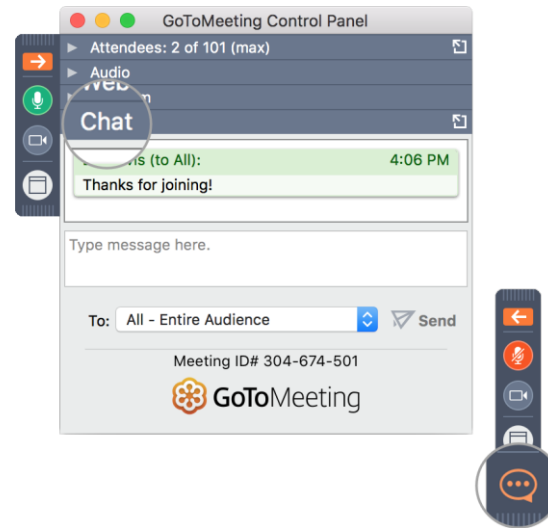 GoToMeeting Control Panel
Attendees: 2 of 101 (max)
Audio
Chat
(to All): 4:06 PM
Thanks for joining!
Type message here.
To: All - Entire Audience Send
Meeting ID# 304-674-501
GoToMeeting